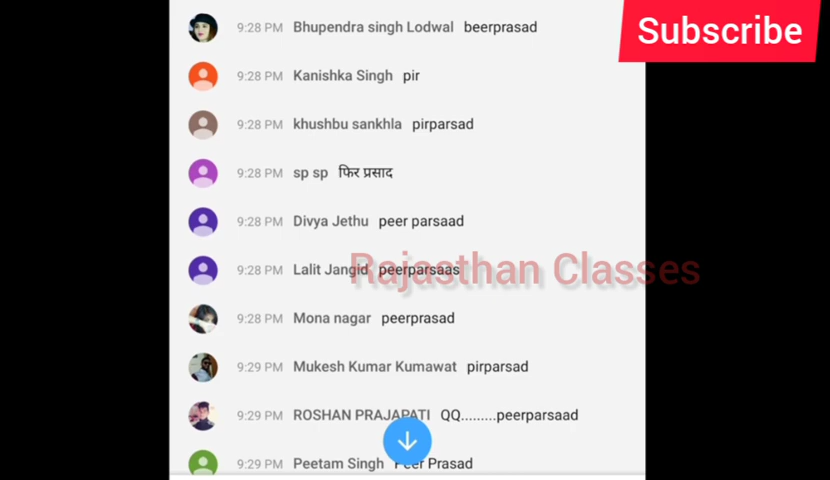 Subscribe
9:28 PM Bhupendra singh Lodwal beerprasad
9:28 PM Kanishka Singh pir
9:28 PM khushbu sankhla pirparsad
9:28 PM sp sp फिर प्रसाद
9:28 PM Divya Jethu peer parsaad
9:28 PM Lalit Jangid peerparsaas
Rajasthan Classes
9:28 PM Mona nagar peerprasad
9:29 PM Mukesh Kumar Kumawat pirparsad
9:29 PM ROSHAN PRAJAPATI QQ.........peerparsaad
9:29 PM Peetam Singh Peer Prasad